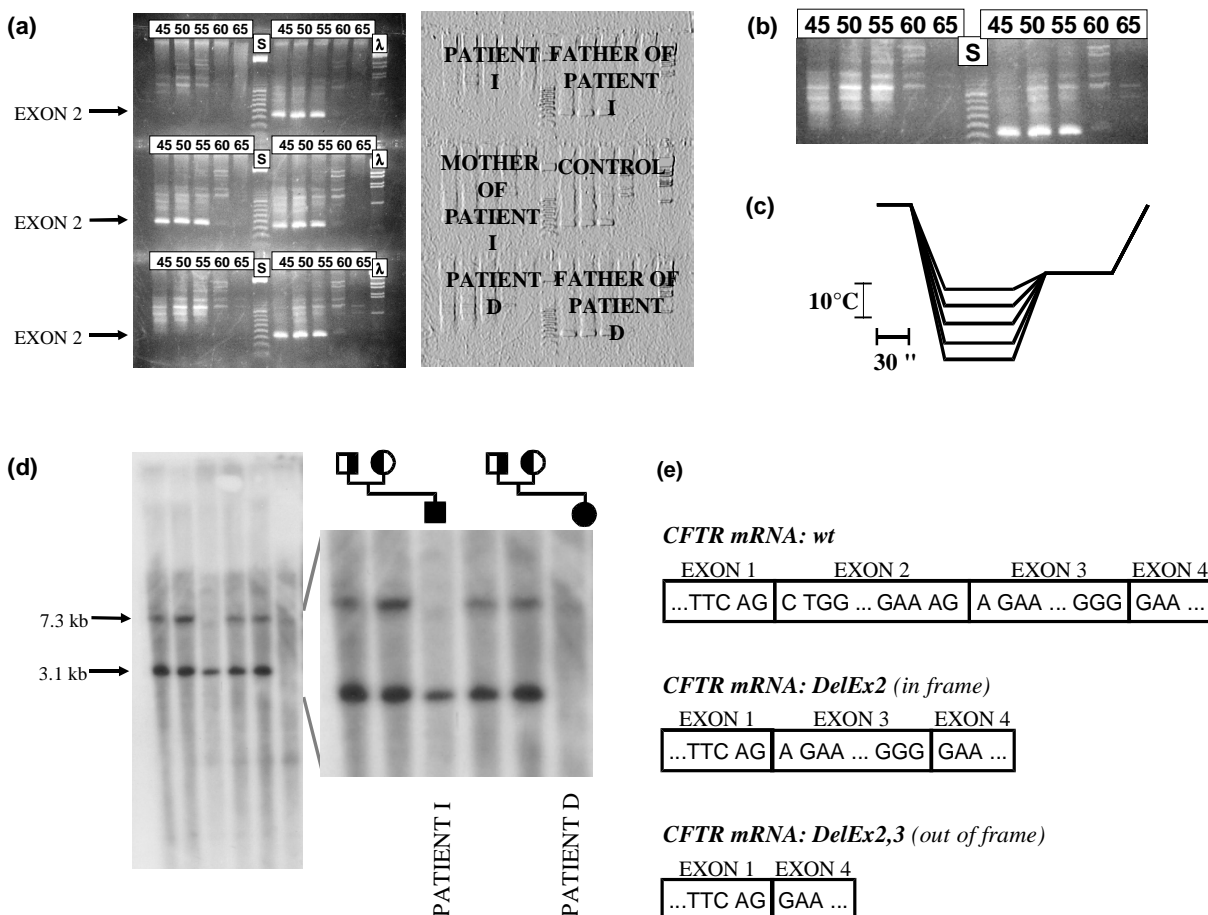 (a)
45 50 55 60 65 S 45 50 55 65 λ
EXON 2
45 50 55 60 65 S 45 50 55 60 65 λ
EXON 2
45 50 55 60 65 S 45 50 55 60 65 λ
EXON 2
PATIENT I
FATHER OF PATIENT I
MOTHER OF PATIENT I
CONTROL
PATIENT D
FATHER OF PATIENT D
(b)
45 50 55 60 65 S 45 50 55 60 65
(c)
10°C
30 "
(d)
7.3 kb
3.1 kb
PATIENT I
PATIENT D
(e)
CFTR mRNA: wt
EXON 1 EXON 2 EXON 3 EXON 4
...TTC AG C TGG ... GAA AG A GAA ... GGG GAA ...
CFTR mRNA: DelEx2 (in frame)
EXON 1 EXON 3 EXON 4
...TTC AG A GAA ... GGG GAA ...
CFTR mRNA: DelEx2,3 (out of frame)
EXON 1 EXON 4
...TTC AG GAA ...